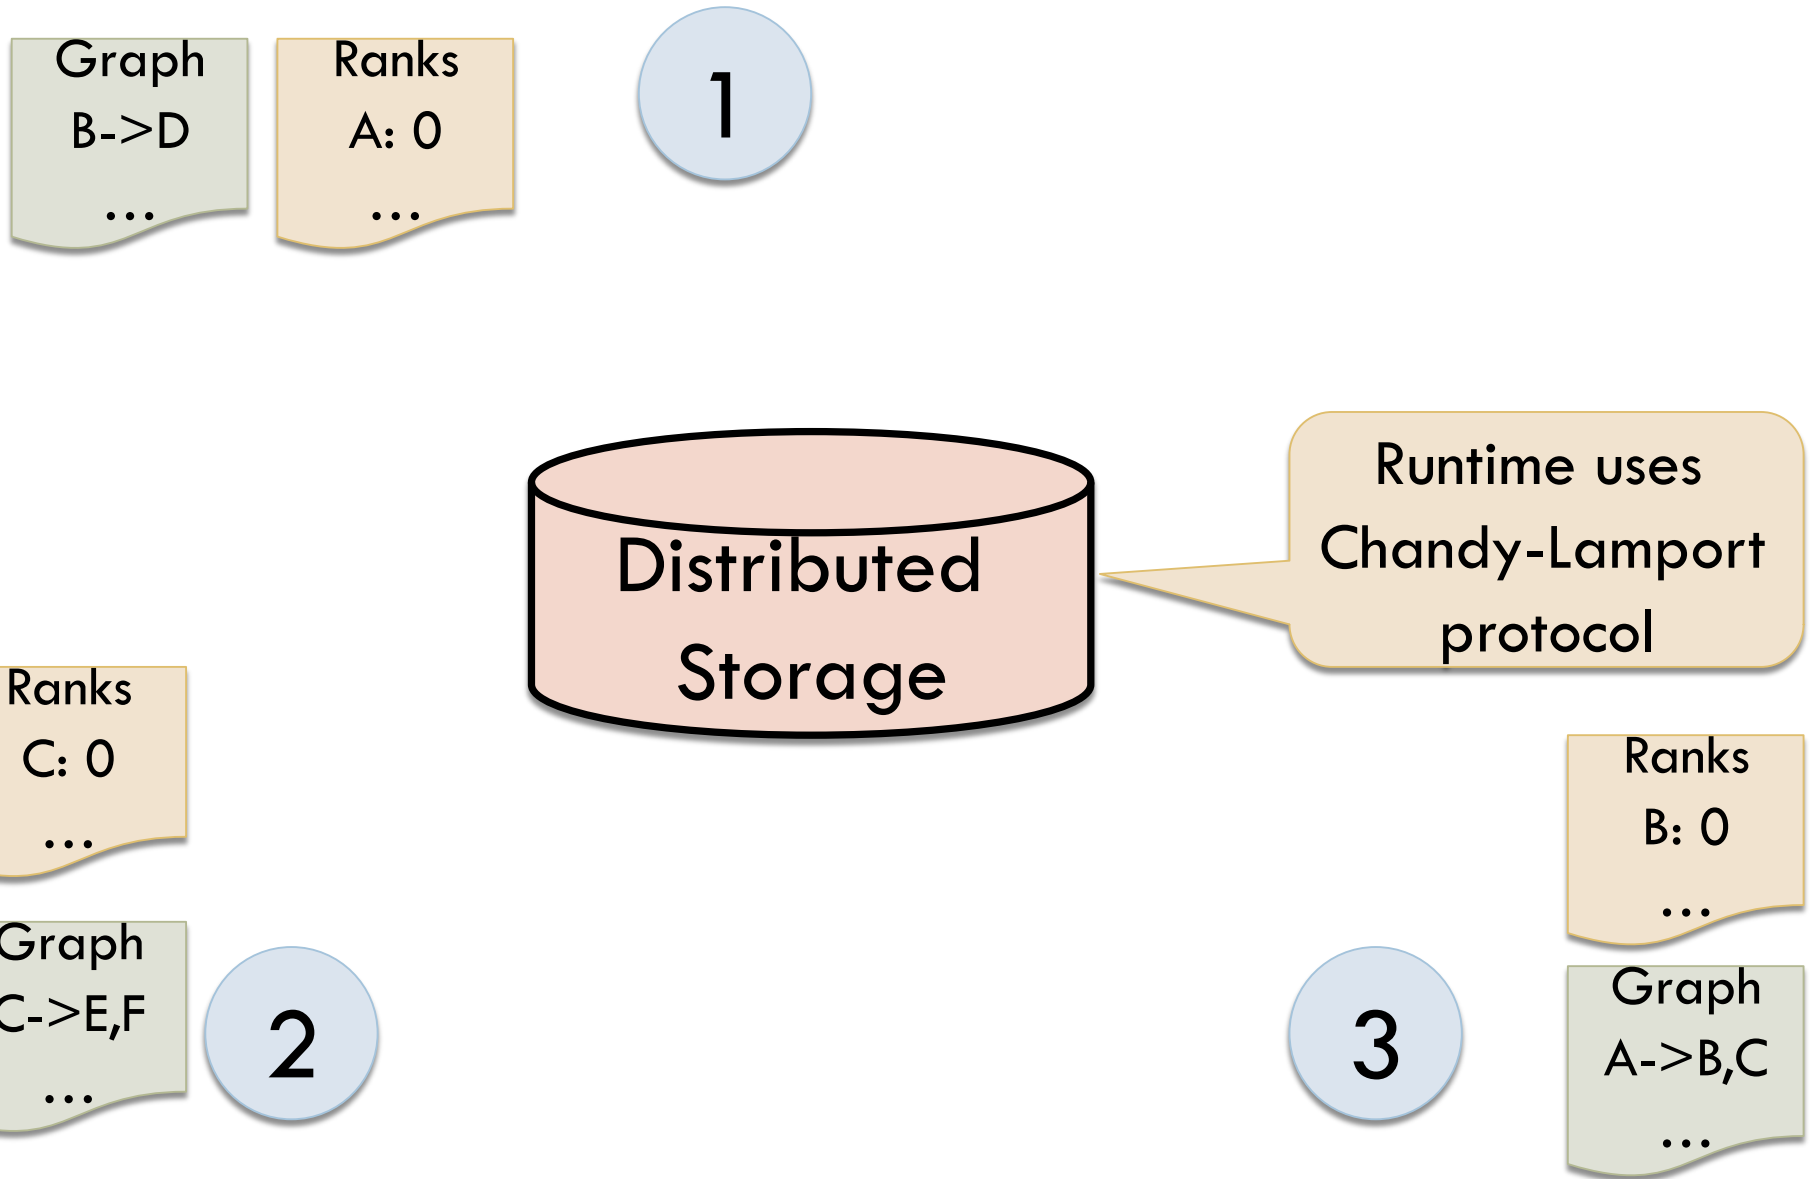 Graph
B->D
...
Ranks
A: 0
...
1
Distributed
Storage
Runtime uses
Chandy-Lamport
protocol
Ranks
C: 0
...
Graph
C->E,F
...
2
3
Ranks
B: 0
...
Graph
A->B,C
...